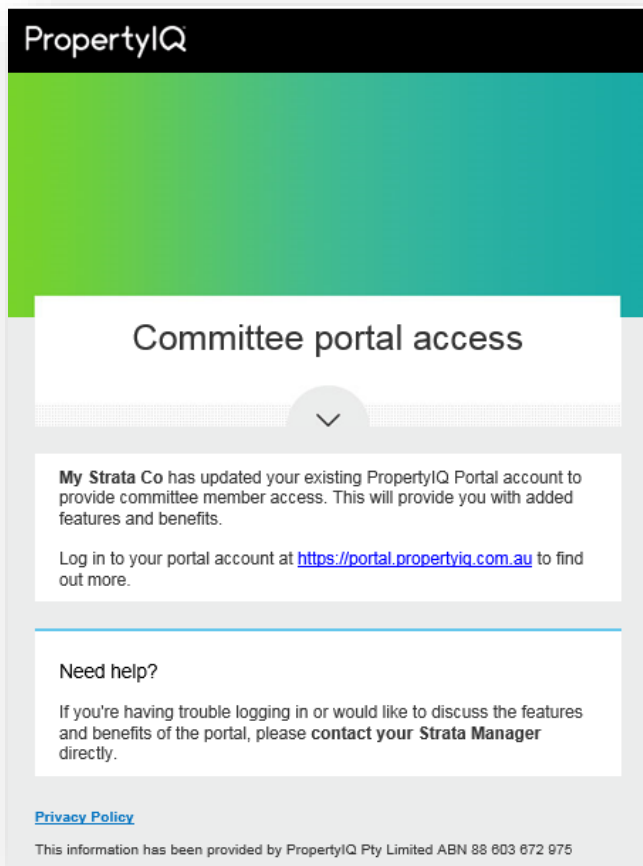 PropertyIQ
Committee portal access
My Strata Co has updated your existing PropertyIQ Portal account to
provide committee member access. This will provide you with added
features and benefits.
Log in to your portal account at https://portal.propertyiq.com.au to find
out more.
Need help?
If you're having trouble logging in or would like to discuss the features
and benefits of the portal, please contact your Strata Manager
directly.
Privacy Policy
This information has been provided by PropertyIQ Pty Limited ABN 88 603 672 975